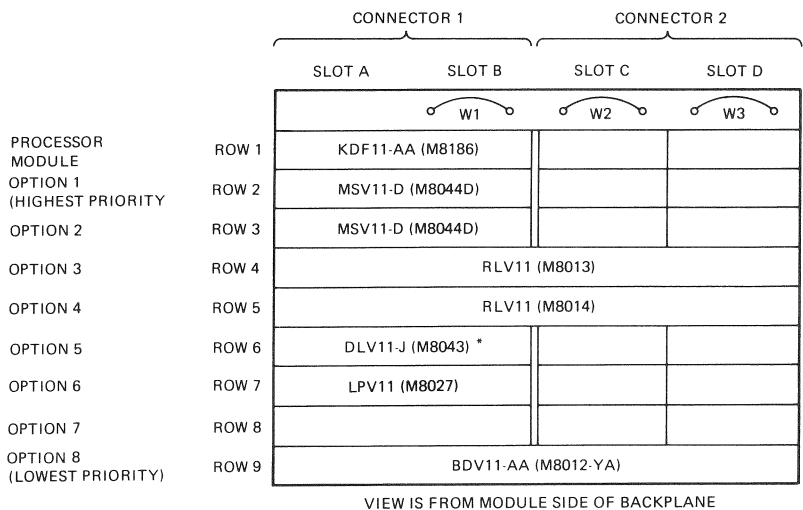 CONNECTOR 1 CONNECTOR 2
SLOT A SLOT B SLOT C SLOT D
W1 W2 W3
PROCESSOR
MODULE ROW 1 KDF11-AA (M8186)
OPTION 1
(HIGHEST PRIORITY ROW 2 MSV11-D (M8044D)
OPTION 2 ROW 3 MSV11-D (M8044D)
OPTION 3 ROW 4 RLV11 (M8013)
OPTION 4 ROW 5 RLV11 (M8014)
OPTION 5 ROW 6 DLV11-J (M8043) *
OPTION 6 ROW 7 LPV11 (M8027)
OPTION 7 ROW 8
OPTION 8
(LOWEST PRIORITY) ROW 9 BDV11-AA (M8012-YA)
VIEW IS FROM MODULE SIDE OF BACKPLANE